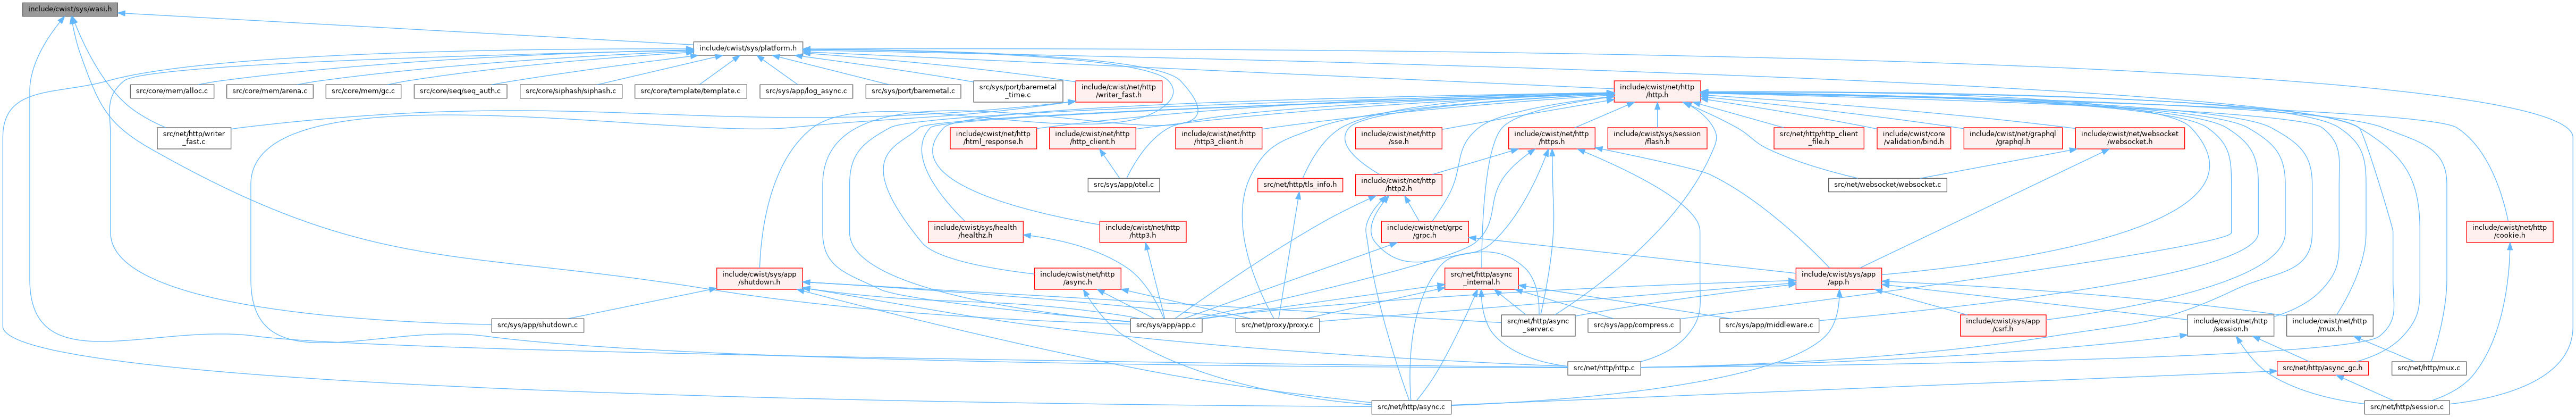 include/cwist/sys/wasi.h
include/cwist/sys/platform.h
src/core/mem/alloc.c
src/core/mem/arena.c
src/core/mem/gc.c
src/core/seq/seq_auth.c
src/core/siphash/siphash.c
src/core/template/template.c
src/sys/app/log_async.c
src/sys/port/baremetal.c
src/sys/port/baremetal
_time.c
include/cwist/net/http
/writer_fast.h
include/cwist/net/http
/http.h
src/net/http/writer
_fast.c
include/cwist/net/http
/html_response.h
include/cwist/net/http
/http_client.h
include/cwist/net/http
/http3_client.h
include/cwist/net/http
/sse.h
include/cwist/net/http
/https.h
include/cwist/sys/session
/flash.h
src/net/http/http_client
_file.h
include/cwist/core
/validation/bind.h
include/cwist/net/graphql
/graphql.h
include/cwist/net/websocket
/websocket.h
src/sys/app/otel.c
src/net/http/tls_info.h
include/cwist/net/http
/http2.h
src/net/websocket/websocket.c
include/cwist/sys/health
/healthz.h
include/cwist/net/http
/http3.h
include/cwist/net/grpc
/grpc.h
include/cwist/net/http
/cookie.h
include/cwist/sys/app
/shutdown.h
include/cwist/net/http
/async.h
src/net/http/async
_internal.h
include/cwist/sys/app
/app.h
src/sys/app/shutdown.c
src/sys/app/app.c
src/net/proxy/proxy.c
src/net/http/async
_server.c
src/sys/app/compress.c
src/sys/app/middleware.c
include/cwist/sys/app
/csrf.h
include/cwist/net/http
/session.h
include/cwist/net/http
/mux.h
src/net/http/http.c
src/net/http/async_gc.h
src/net/http/mux.c
src/net/http/async.c
src/net/http/session.c